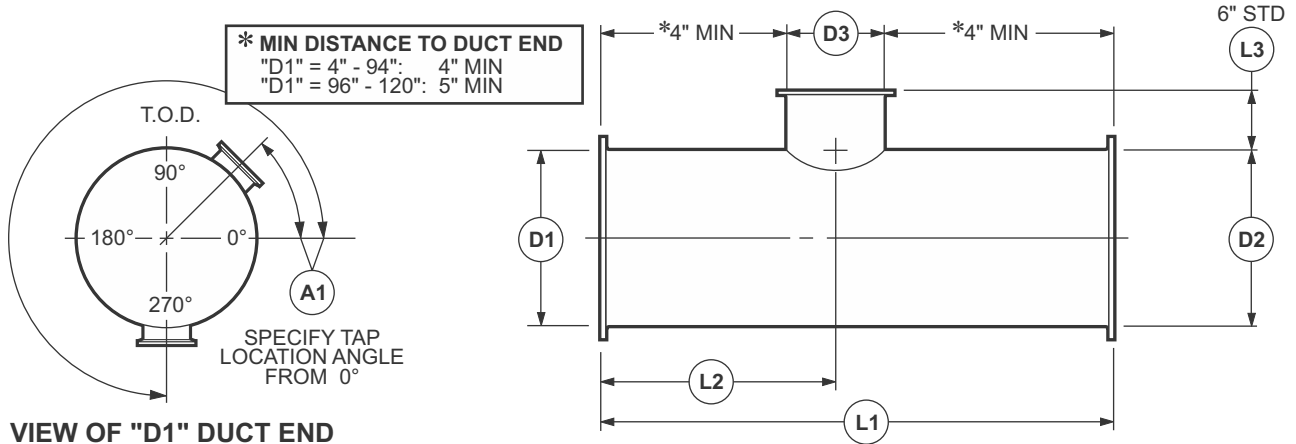 * MIN DISTANCE TO DUCT END
"D1" = 4" - 94": 4" MIN
"D1" = 96" - 120": 5" MIN
*4" MIN
D3
*4" MIN
6" STD
L3
T.O.D.
90°
180°
0°
270°
A1
SPECIFY TAP
LOCATION ANGLE
FROM 0°
D1
D2
L2
L1
VIEW OF "D1" DUCT END